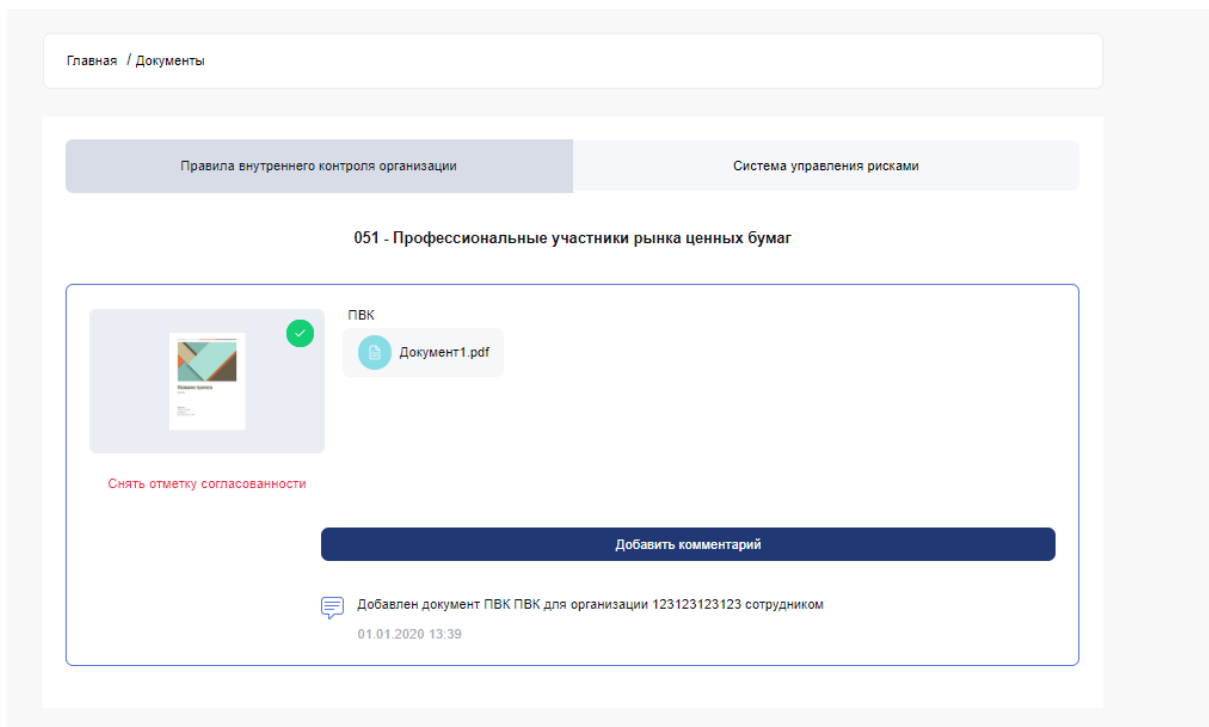 Главная / Документы
Правила внутреннего контроля организации
Система управления рисками
051 - Профессиональные участники рынка ценных бумаг
ПВК
Документ1.pdf
Снять отметку согласованности
Добавить комментарий
Добавлен документ ПВК ПВК для организации 123123123123 сотрудником
01.01.2020 13:39